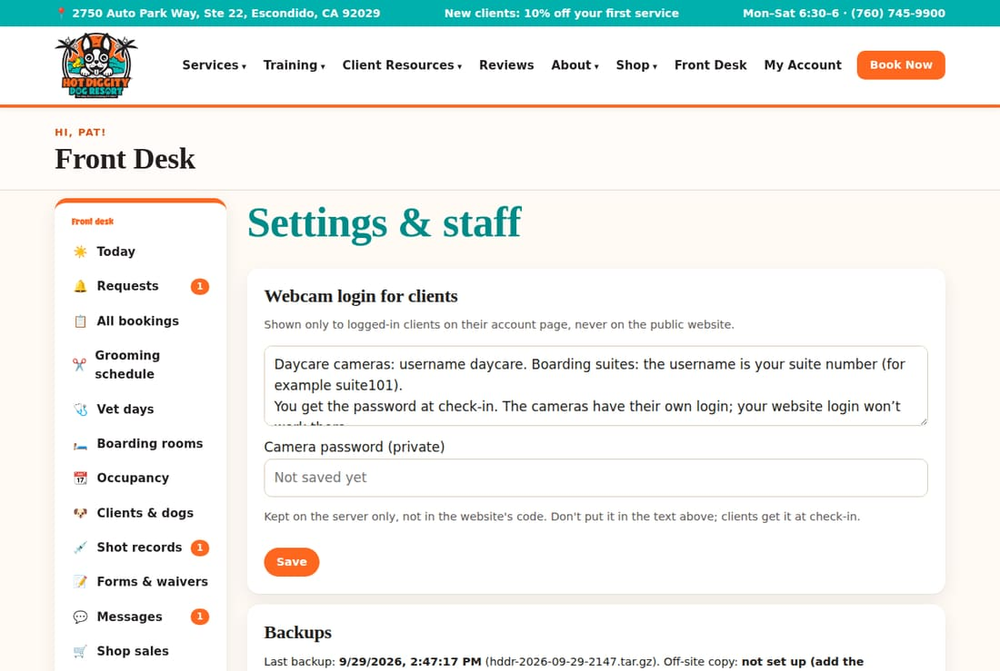 📍 2750 Auto Park Way, Ste 22, Escondido, CA 92029
New clients: 10% off your first service
Mon–Sat 6:30–6 · (760) 745-9900
HOT DIGGITY
DOG RESORT
Services ▾
Training ▾
Client Resources ▾
Reviews
About ▾
Shop ▾
Front Desk
My Account
Book Now
HI, PAT!
Front Desk
Front desk
Today
Requests 1
All bookings
Grooming
schedule
Vet days
Boarding rooms
Occupancy
Clients & dogs
Shot records 1
Forms & waivers
Messages 1
Shop sales
Settings & staff
Webcam login for clients
Shown only to logged-in clients on their account page, never on the public website.
Daycare cameras: username daycare. Boarding suites: the username is your suite number (for
example suite101).
You get the password at check-in. The cameras have their own login; your website login won’t
work there.
Camera password (private)
Not saved yet
Kept on the server only, not in the website's code. Don't put it in the text above; clients get it at check-in.
Save
Backups
Last backup: 9/29/2026, 2:47:17 PM (hddr-2026-09-29-2147.tar.gz). Off-site copy: not set up (add the